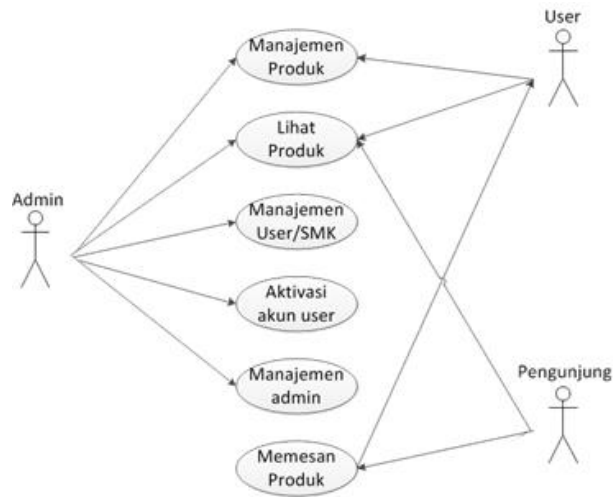 User
Manajemen
Produk
Lihat
Produk
Admin
Manajemen
User/SMK
Aktivasi
akun user
Manajemen
admin
Pengunjung
Memesan
Produk